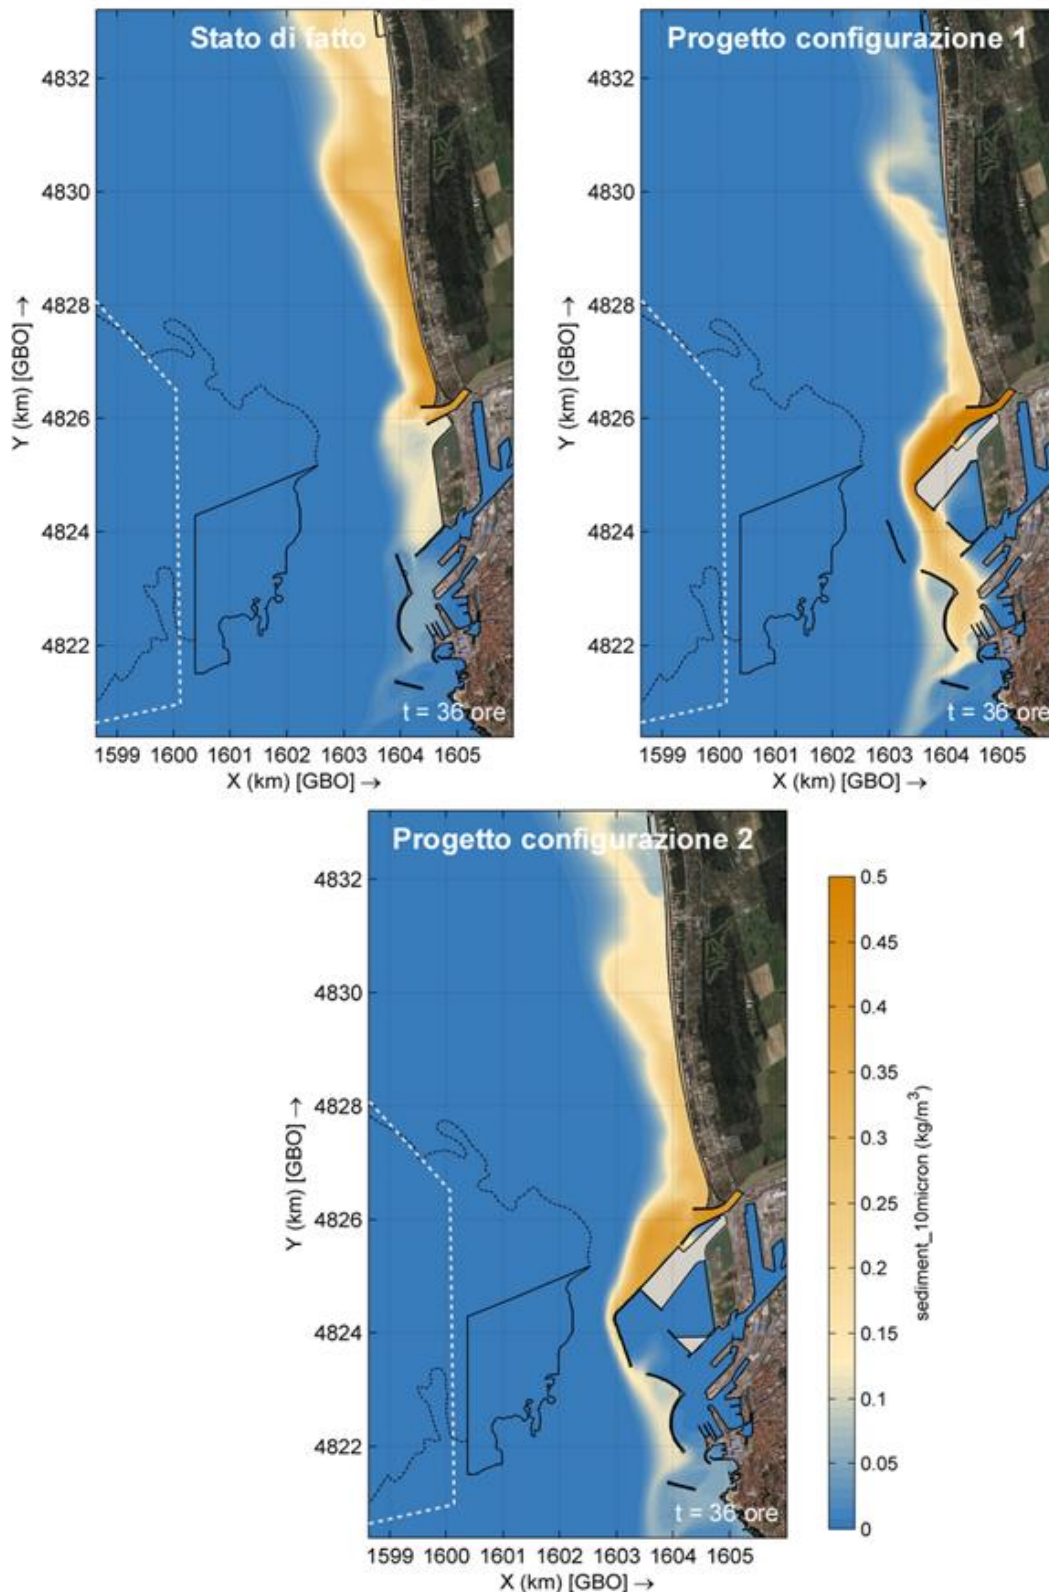 Stato di fatto
4832
4830
4828
4826
4824
4822
Y (km) [GBO] →
1599 1600 1601 1602 1603 1604 1605
X (km) [GBO] →
t = 36 ore
Progetto configurazione 1
4832
4830
4828
4826
4824
4822
Y (km) [GBO] →
1599 1600 1601 1602 1603 1604 1605
X (km) [GBO] →
t = 36 ore
Progetto configurazione 2
4832
4830
4828
4826
4824
4822
Y (km) [GBO] →
1599 1600 1601 1602 1603 1604 1605
X (km) [GBO] →
t = 36 ore
0.5
0.45
0.4
0.35
0.3
0.25
0.2
0.15
0.1
0.05
0
sediment_10micron (kg/m³)